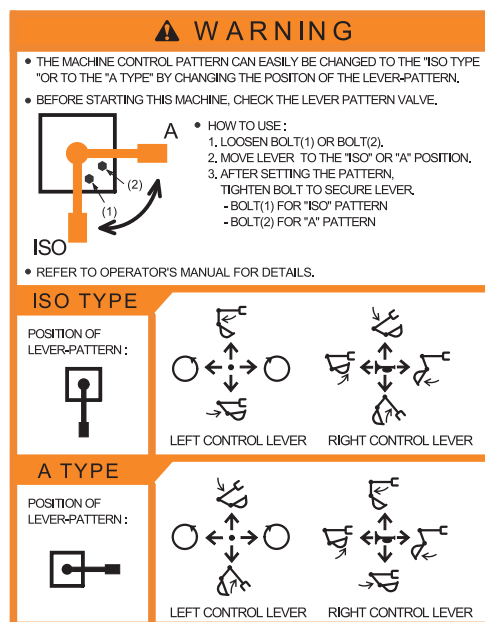 WARNING
• THE MACHINE CONTROL PATTERN CAN EASILY BE CHANGED TO THE "ISO TYPE
"OR TO THE "A TYPE" BY CHANGING THE POSITON OF THE LEVER-PATTERN.
• BEFORE STARTING THIS MACHINE, CHECK THE LEVER PATTERN VALVE.
A
(2)
(1)
ISO
• HOW TO USE :
1. LOOSEN BOLT(1) OR BOLT(2).
2. MOVE LEVER TO THE "ISO" OR "A" POSITION.
3. AFTER SETTING THE PATTERN,
TIGHTEN BOLT TO SECURE LEVER.
- BOLT(1) FOR "ISO" PATTERN
- BOLT(2) FOR "A" PATTERN
• REFER TO OPERATOR'S MANUAL FOR DETAILS.
ISO TYPE
POSITION OF
LEVER-PATTERN :
LEFT CONTROL LEVER
RIGHT CONTROL LEVER
A TYPE
POSITION OF
LEVER-PATTERN :
LEFT CONTROL LEVER
RIGHT CONTROL LEVER